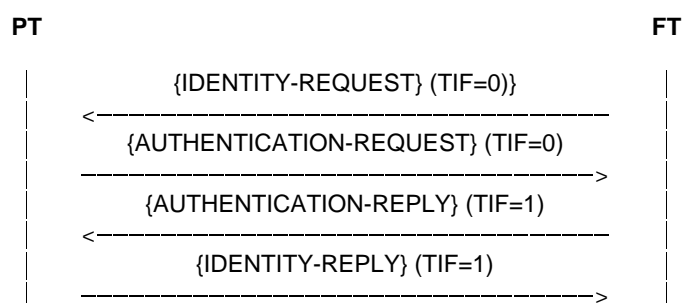 PT FT
{IDENTITY-REQUEST} (TIF=0)}
{AUTHENTICATION-REQUEST} (TIF=0)
{AUTHENTICATION-REPLY} (TIF=1)
{IDENTITY-REPLY} (TIF=1)